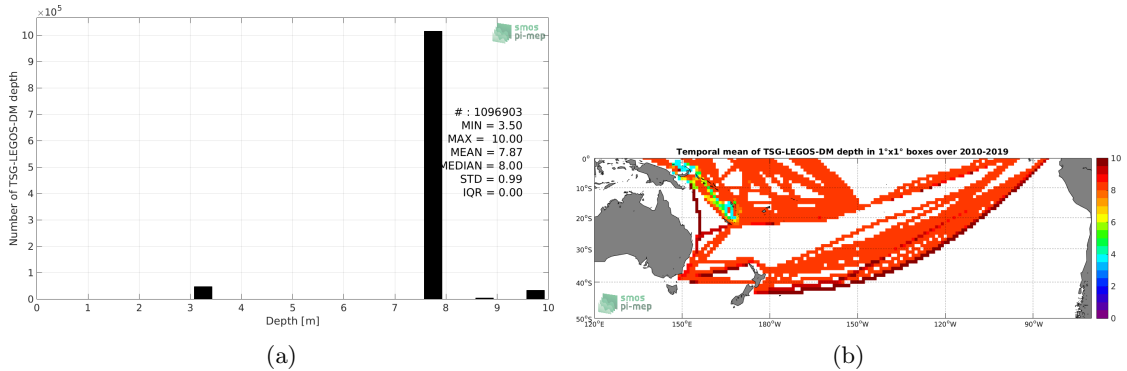 ×10⁵
10
9
8
7
6
5
4
3
2
1
0
Number of TSG-LEGOS-DM depth
smos
pi-mep
# : 1096903
MIN = 3.50
MAX = 10.00
MEAN = 7.87
MEDIAN = 8.00
STD = 0.99
IQR = 0.00
0 1 2 3 4 5 6 7 8 9 10
Depth [m]
(a)
Temporal mean of TSG-LEGOS-DM depth in 1°x1° boxes over 2010-2019
0°
10°S
20°S
30°S
40°S
50°S
smos
pi-mep
120°E 150°E 180°W 150°W 120°W 90°W
10
8
6
4
2
0
(b)